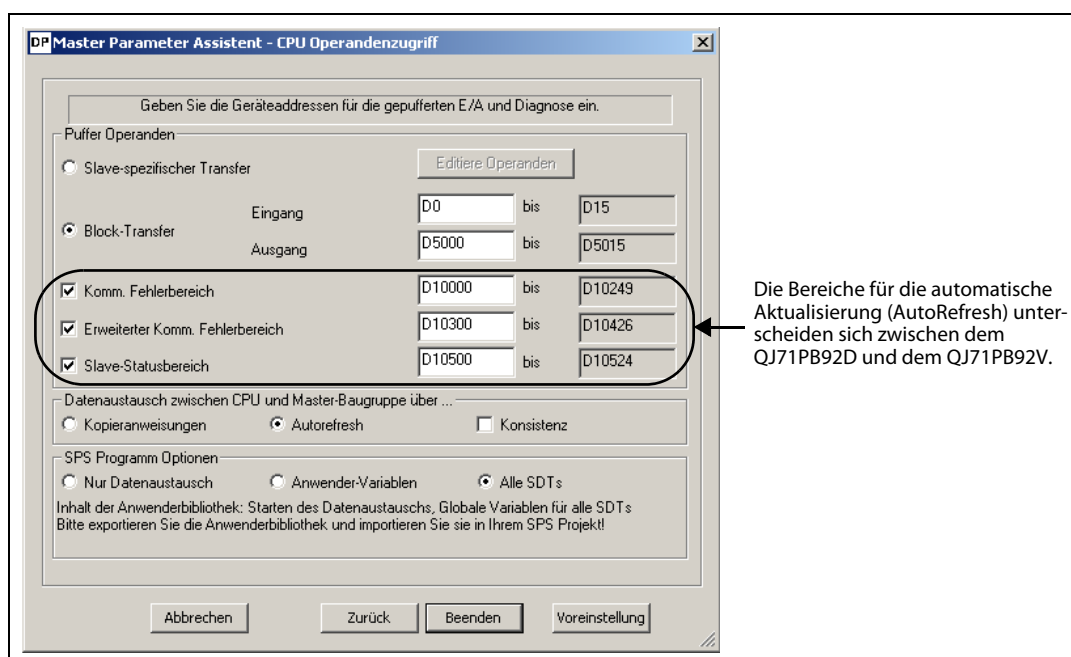 DP Master Parameter Assistent - CPU Operandenzugriff
Geben Sie die Geräteaddressen für die gepufferten E/A und Diagnose ein.
Puffer Operanden
Slave-spezifischer Transfer
Editiere Operanden
Block-Transfer
Eingang D0 bis D15
Ausgang D5000 bis D5015
Komm. Fehlerbereich D10000 bis D10249
Erweiterter Komm. Fehlerbereich D10300 bis D10426
Slave-Statusbereich D10500 bis D10524
Die Bereiche für die automatische
Aktualisierung (AutoRefresh) unter-
scheiden sich zwischen dem
QJ71PB92D und dem QJ71PB92V.
Datenaustausch zwischen CPU und Master-Baugruppe über ...
Kopieranweisungen Autorefresh Konsistenz
SPS Programm Optionen
Nur Datenaustausch Anwender-Variablen Alle SDTs
Inhalt der Anwenderbibliothek: Starten des Datenaustauschs, Globale Variablen für alle SDTs
Bitte exportieren Sie die Anwenderbibliothek und importieren Sie sie in Ihrem SPS Projekt!
Abbrechen Zurück Beenden Voreinstellung